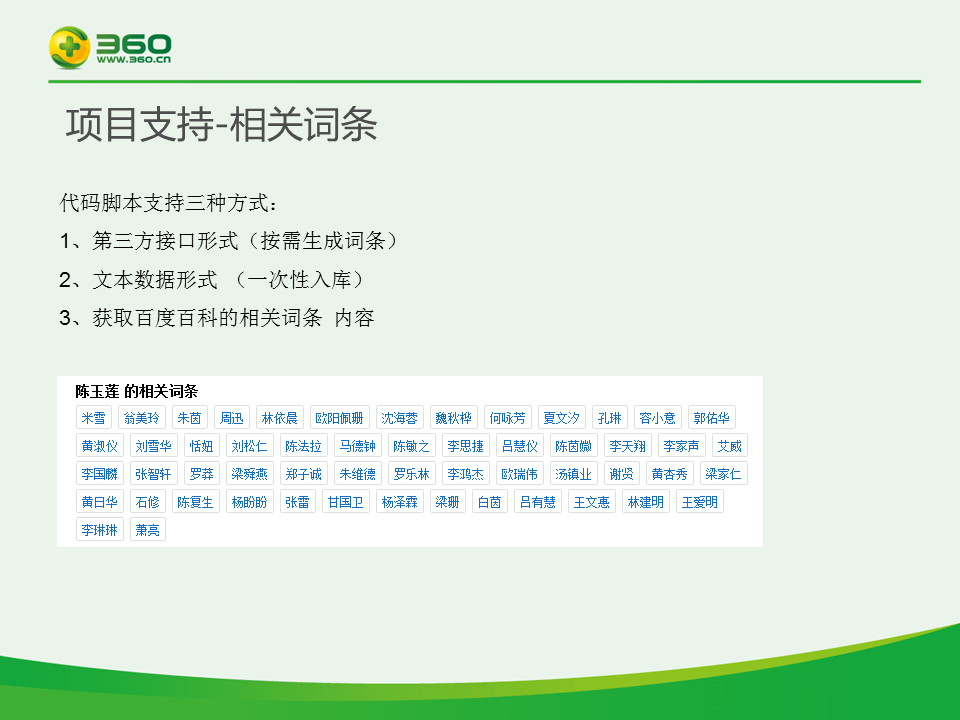 360
www.360.cn
项目支持-相关词条
代码脚本支持三种方式：
1、第三方接口形式（按需生成词条）
2、文本数据形式 （一次性入库）
3、获取百度百科的相关词条 内容
陈玉莲 的相关词条
米雪 翁美玲 朱茵 周迅 林依晨 欧阳佩珊 沈海蓉 魏秋桦 何咏芳 夏文汐 孔琳 容小意 郭佑华
黄淑仪 刘雪华 恬妞 刘松仁 陈法拉 马德钟 陈敏之 李思捷 吕慧仪 陈茵媺 李天翔 李家声 艾威
李国麟 张智轩 罗莽 梁舜燕 郑子诚 朱维德 罗乐林 李鸿杰 欧瑞伟 汤镇业 谢贤 黄杏秀 梁家仁
黄日华 石修 陈复生 杨盼盼 张雷 甘国卫 杨泽霖 梁珊 白茵 吕有慧 王文惠 林建明 王爱明
李琳琳 萧亮